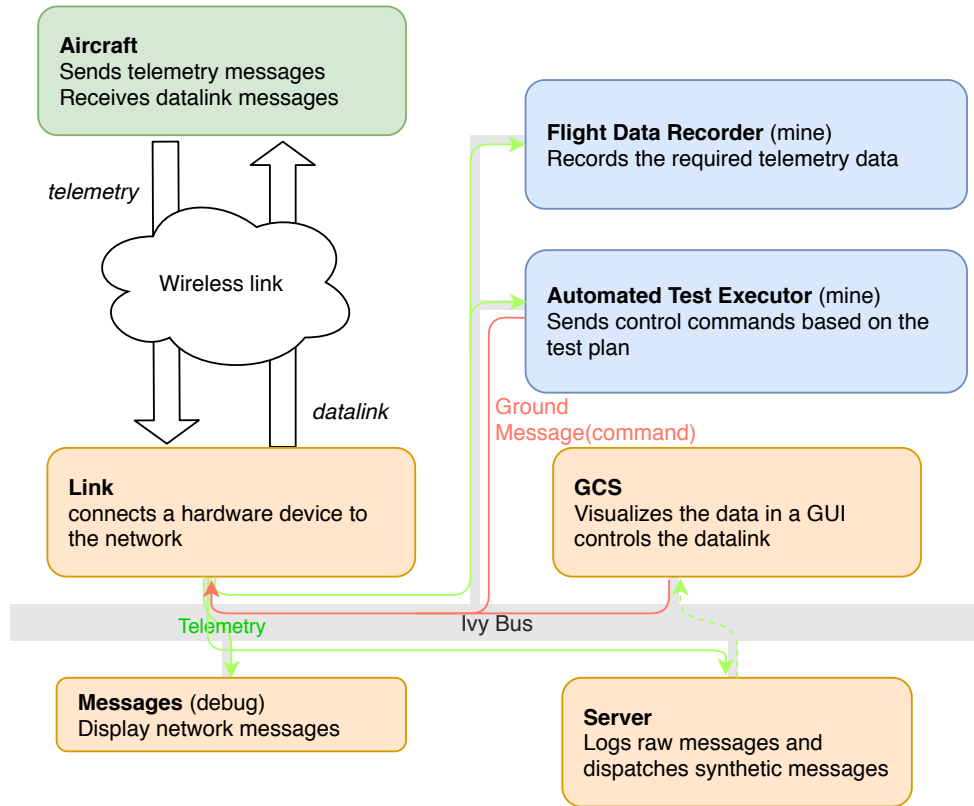 Aircraft
Sends telemetry messages
Receives datalink messages
Flight Data Recorder (mine)
Records the required telemetry data
telemetry
Wireless link
Automated Test Executor (mine)
Sends control commands based on the
test plan
datalink
Ground
Message(command)
Link
connects a hardware device to
the network
GCS
Visualizes the data in a GUI
controls the datalink
Telemetry
Ivy Bus
Messages (debug)
Display network messages
Server
Logs raw messages and
dispatches synthetic messages